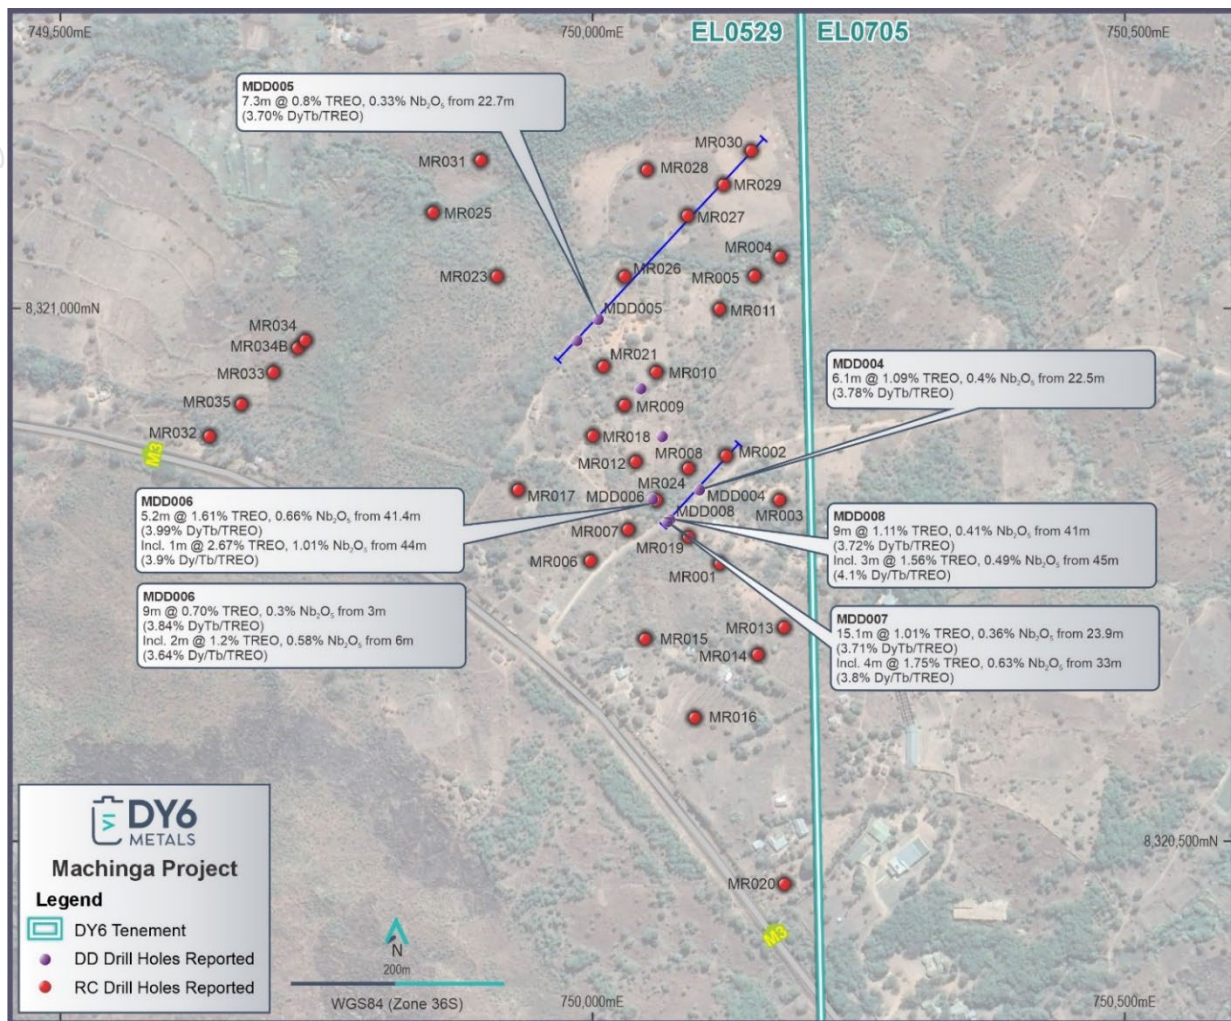 749,500mE
750,000mE
EL0529
EL0705
750,500mE
MDD005
7.3m @ 0.8% TREO, 0.33% Nb₂O₅ from 22.7m
(3.70% DyTb/TREO)
MR030
MR031
MR028
MR029
MR025
MR027
MR004
MR023
MR026
MR005
8,321,000mN
MDD005
MR011
MR034
MR034B
MR021
MR010
MR033
MDD004
6.1m @ 1.09% TREO, 0.4% Nb₂O₅ from 22.5m
(3.78% DyTb/TREO)
MR035
MR009
MR032
M3
MR018
MR008
MR002
MR012
MR024
MR017
MDD006
MDD004
MR003
MDD008
MR007
MR019
MR006
MR001
MDD006
5.2m @ 1.61% TREO, 0.66% Nb₂O₅ from 41.4m
(3.99% DyTb/TREO)
Incl. 1m @ 2.67% TREO, 1.01% Nb₂O₅ from 44m
(3.9% Dy/Tb/TREO)
MDD008
9m @ 1.11% TREO, 0.41% Nb₂O₅ from 41m
(3.72% DyTb/TREO)
Incl. 3m @ 1.56% TREO, 0.49% Nb₂O₅ from 45m
(4.1% Dy/Tb/TREO)
MDD006
9m @ 0.70% TREO, 0.3% Nb₂O₅ from 3m
(3.84% DyTb/TREO)
Incl. 2m @ 1.2% TREO, 0.58% Nb₂O₅ from 6m
(3.64% Dy/Tb/TREO)
MDD007
15.1m @ 1.01% TREO, 0.36% Nb₂O₅ from 23.9m
(3.71% DyTb/TREO)
Incl. 4m @ 1.75% TREO, 0.63% Nb₂O₅ from 33m
(3.8% Dy/Tb/TREO)
MR013
MR015
MR014
MR016
8,320,500mN
MR020
M3
DY6
METALS
Machinga Project
Legend
DY6 Tenement
DD Drill Holes Reported
RC Drill Holes Reported
N
200m
WGS84 (Zone 36S)
750,000mE
750,500mE